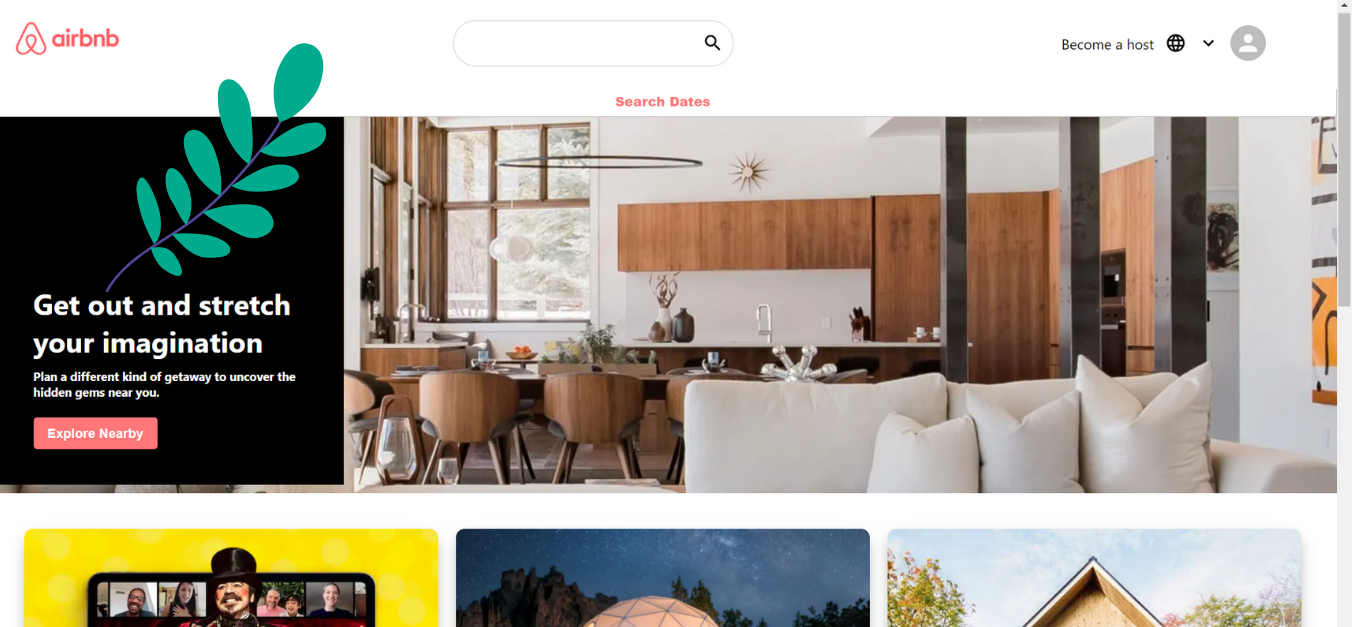 airbnb
Become a host
Search Dates
Get out and stretch
your imagination
Plan a different kind of getaway to uncover the
hidden gems near you.
Explore Nearby